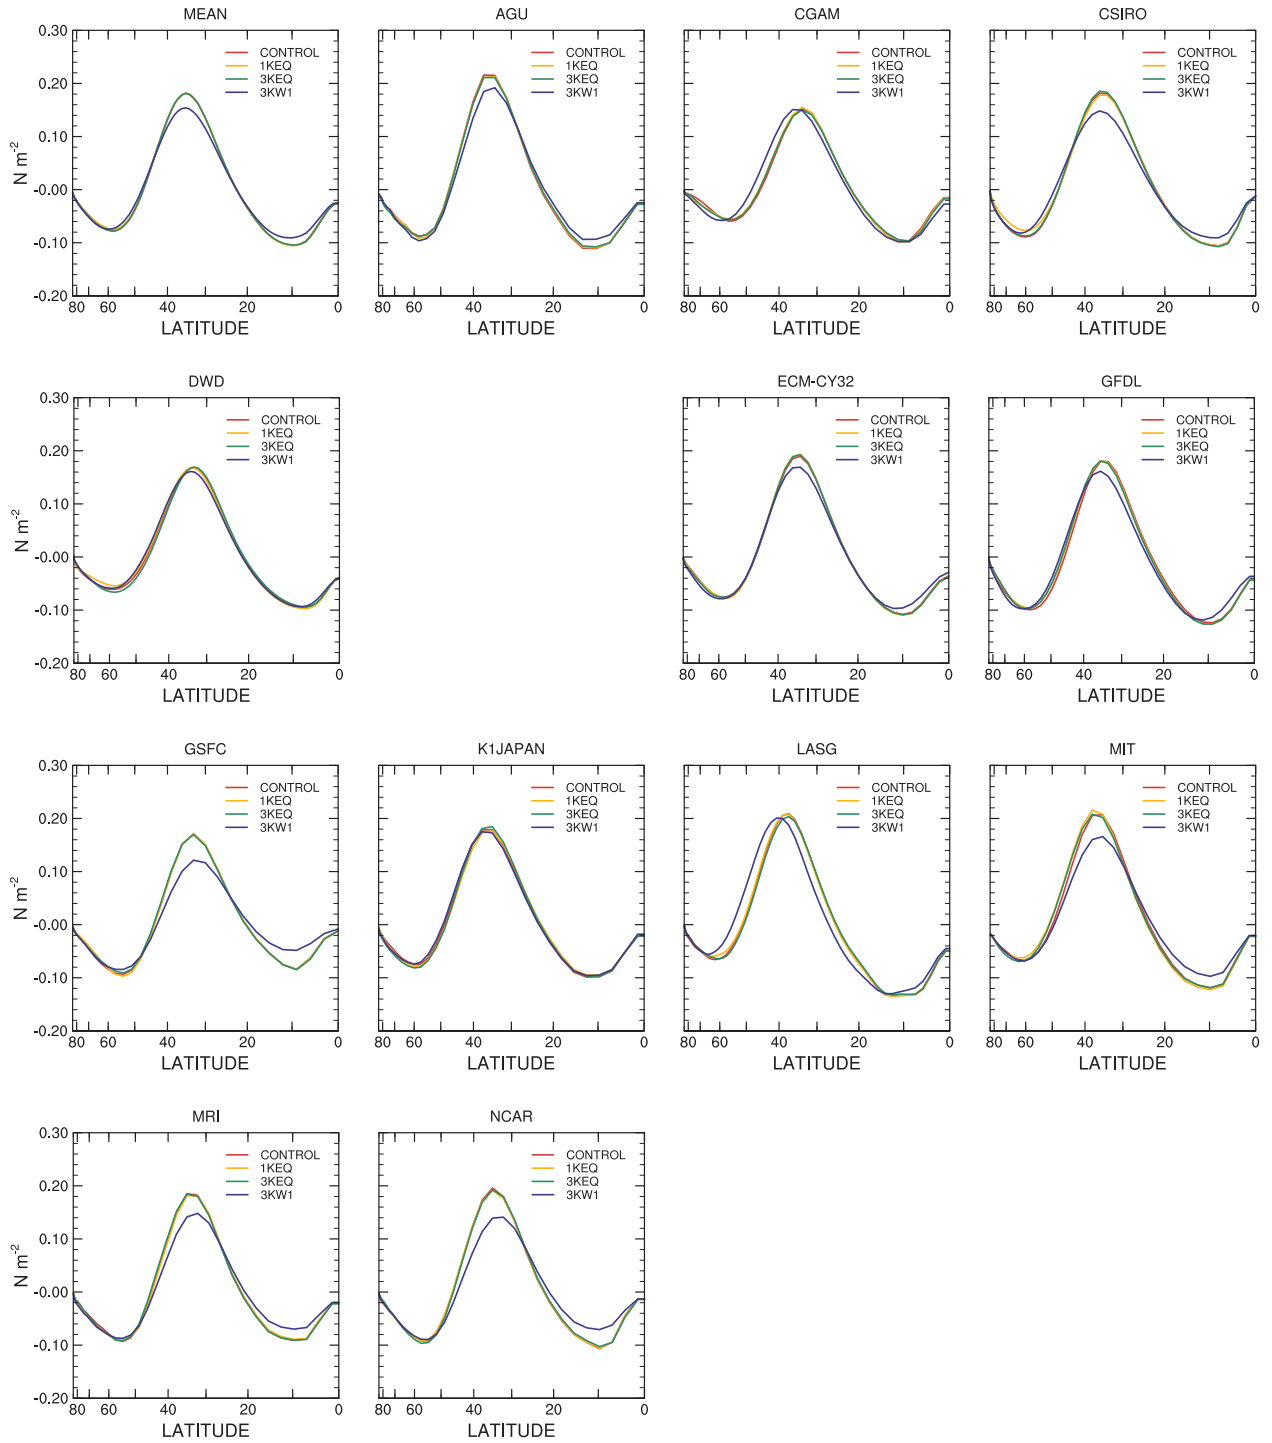 MEAN
0.30
0.20
0.10
-0.00
-0.10
-0.20
N m-2
CONTROL
1KEQ
3KEQ
3KW1
80 60 40 20 0
LATITUDE
AGU
CONTROL
1KEQ
3KEQ
3KW1
80 60 40 20 0
LATITUDE
CGAM
CONTROL
1KEQ
3KEQ
3KW1
80 60 40 20 0
LATITUDE
CSIRO
CONTROL
1KEQ
3KEQ
3KW1
80 60 40 20 0
LATITUDE
DWD
0.30
0.20
0.10
-0.00
-0.10
-0.20
N m-2
CONTROL
1KEQ
3KEQ
3KW1
80 60 40 20 0
LATITUDE
ECM-CY32
CONTROL
1KEQ
3KEQ
3KW1
80 60 40 20 0
LATITUDE
GFDL
CONTROL
1KEQ
3KEQ
3KW1
80 60 40 20 0
LATITUDE
GSFC
0.30
0.20
0.10
-0.00
-0.10
-0.20
N m-2
CONTROL
1KEQ
3KEQ
3KW1
80 60 40 20 0
LATITUDE
K1JAPAN
CONTROL
1KEQ
3KEQ
3KW1
80 60 40 20 0
LATITUDE
LASG
CONTROL
1KEQ
3KEQ
3KW1
80 60 40 20 0
LATITUDE
MIT
CONTROL
1KEQ
3KEQ
3KW1
80 60 40 20 0
LATITUDE
MRI
0.30
0.20
0.10
-0.00
-0.10
-0.20
N m-2
CONTROL
1KEQ
3KEQ
3KW1
80 60 40 20 0
LATITUDE
NCAR
CONTROL
1KEQ
3KEQ
3KW1
80 60 40 20 0
LATITUDE